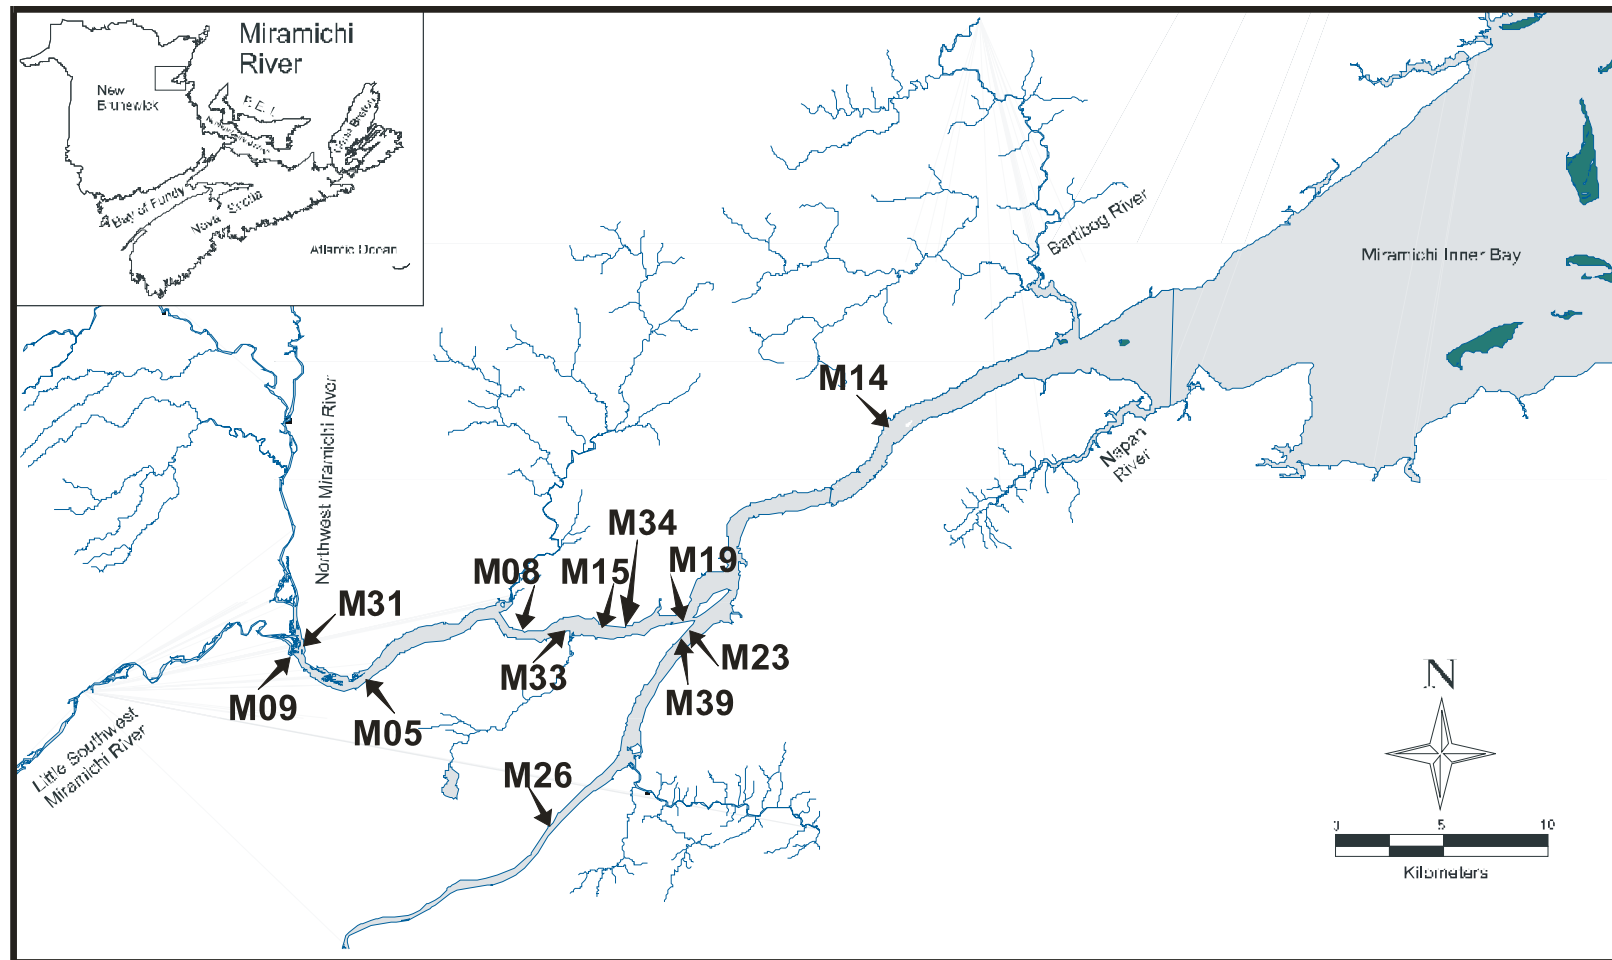 Miramichi
River
New
Brunswick
P. E. I.
Cape Breton
Bay of Fundy
Nova Scotia
Atlantic Ocean
Bartibog River
Miramichi Inner Bay
M14
Northwest Miramichi River
Napan
River
M34
M08
M15
M19
M31
M33
M23
M09
M05
M39
Little Southwest
Miramichi River
M26
N
0 5 10
Kilometers